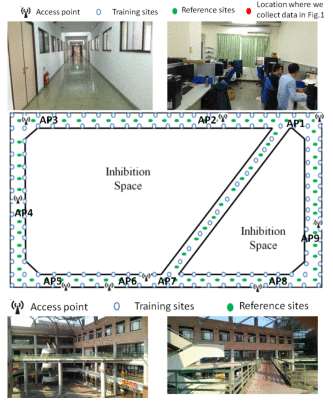 Access point
Training sites
Reference sites
Location where we
collect data in Fig.1
AP3
AP2
AP1
Inhibition
Space
AP4
Inhibition
Space
AP9
AP5
AP6
AP7
AP8
Access point
Training sites
Reference sites